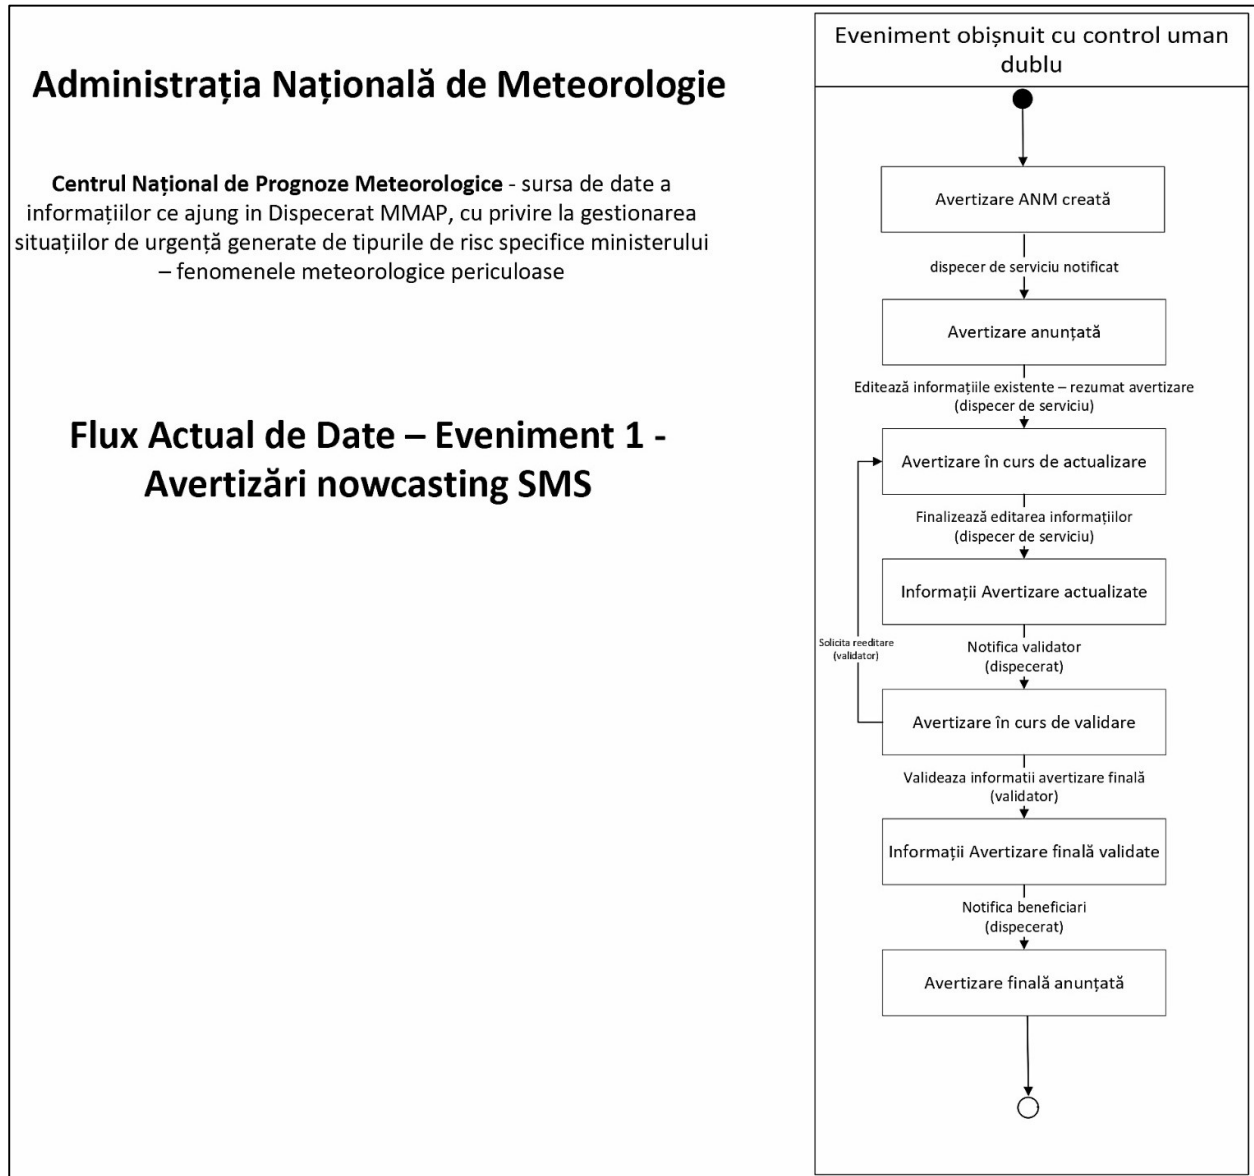 Administrația Națională de Meteorologie
Centrul Național de Prognoze Meteorologice - sursa de date a
informațiilor ce ajung in Dispecerat MMAP, cu privire la gestionarea
situațiilor de urgență generate de tipurile de risc specifice ministerului
– fenomenele meteorologice periculoase
Flux Actual de Date – Eveniment 1 -
Avertizări nowcasting SMS
Eveniment obișnuit cu control uman
dublu
Avertizare ANM creată
dispecer de serviciu notificat
Avertizare anunțată
Editează informațiile existente – rezumat avertizare
(dispecer de serviciu)
Avertizare în curs de actualizare
Finalizează editarea informațiilor
(dispecer de serviciu)
Informații Avertizare actualizate
Solicita reeditare
(validator)
Notifica validator
(dispecerat)
Avertizare în curs de validare
Valideaza informatii avertizare finală
(validator)
Informații Avertizare finală validate
Notifica beneficiari
(dispecerat)
Avertizare finală anunțată